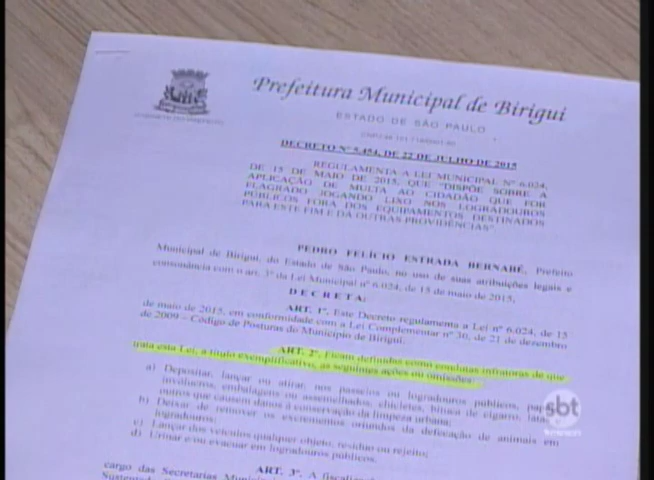 Prefeitura Municipal de Birigui
ESTADO DE SÃO PAULO
DECRETO Nº 5.454, DE 22 DE JULHO DE 2015
REGULAMENTA A LEI MUNICIPAL Nº 6.024,
DE 15 DE MAIO DE 2015, QUE "DISPÕE SOBRE A
APLICAÇÃO DE MULTA AO CIDADÃO QUE FOR
FLAGRADO JOGANDO LIXO NOS LOGRADOUROS
PÚBLICOS FORA DOS EQUIPAMENTOS DESTINADOS
PARA ESTE FIM E DÁ OUTRAS PROVIDÊNCIAS"
PEDRO FELÍCIO ESTRADA BERNABÉ, Prefeito
Municipal de Birigui, do Estado de São Paulo, no uso de suas atribuições legais e
consonância com o art. 3º da Lei Municipal nº 6.024, de 15 de maio de 2015,
DECRETA:
ART. 1º. Este Decreto regulamenta a Lei nº 6.024, de 15
de maio de 2015, em conformidade com a Lei Complementar nº 30, de 21 de dezembro
de 2009 – Código de Posturas do Município de Birigui.
ART. 2º. Ficam definidos como condutas infratoras de que
trata esta Lei, a título exemplificativo, as seguintes ações ou omissões:
a) Depositar, lançar ou atirar, nos passeios ou logradouros públicos,
invólucros, embalagens ou assemelhados, chicletes, bituca de cigarro, latas,
outros que causem danos à conservação da limpeza urbana;
b) Deixar de remover os excrementos oriundos da defecação de animais em
logradouros;
c) Lançar dos veículos qualquer objeto, resíduo ou rejeito;
d) Urinar e/ou evacuar em logradouros públicos.
ART. 3º. A
cargo das Secretarias
sbt